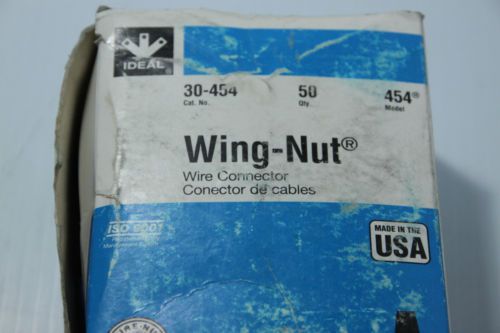 IDEAL®
30-454 50 454®
Cat. No. Qty. Model
Wing-Nut®
Wire Connector
Conector de cables
ISO 9001
MADE IN THE
USA